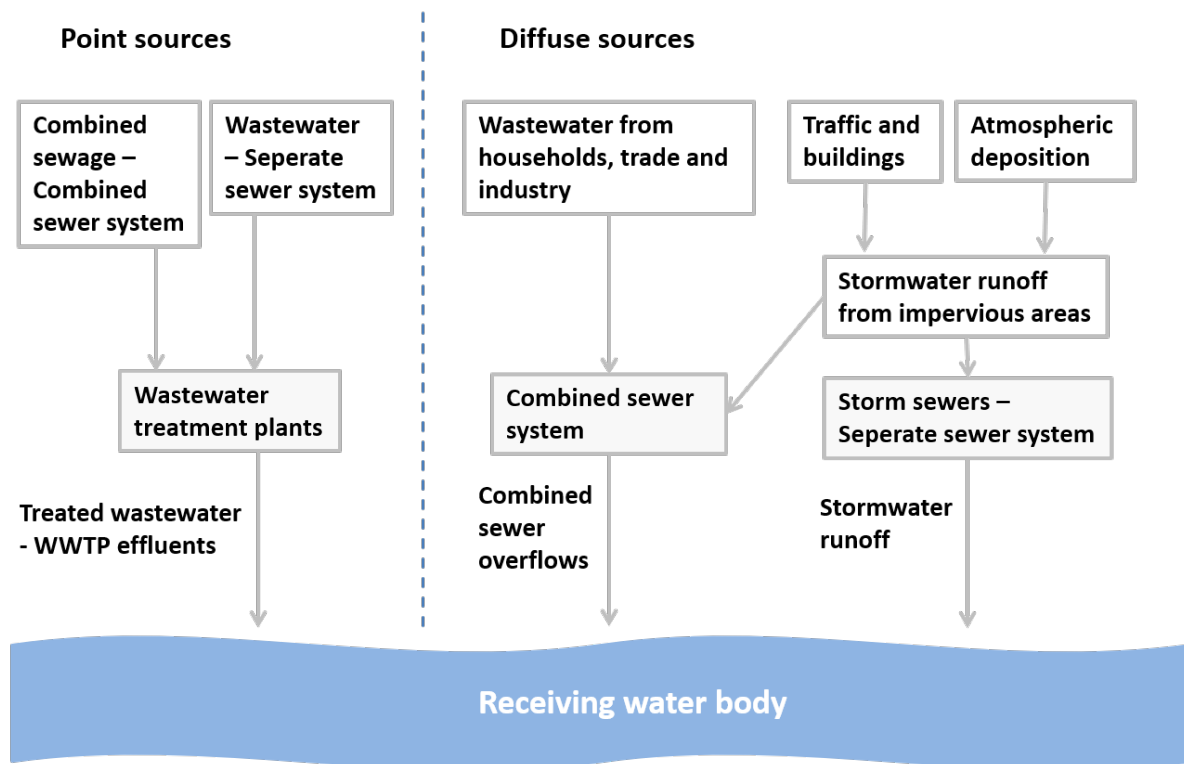 Point sources
Diffuse sources
Combined
sewage –
Combined
sewer system
Wastewater
– Seperate
sewer system
Wastewater from
households, trade and
industry
Traffic and
buildings
Atmospheric
deposition
Stormwater runoff
from impervious areas
Wastewater
treatment plants
Combined sewer
system
Storm sewers –
Seperate sewer system
Treated wastewater
- WWTP effluents
Combined
sewer
overflows
Stormwater
runoff
Receiving water body